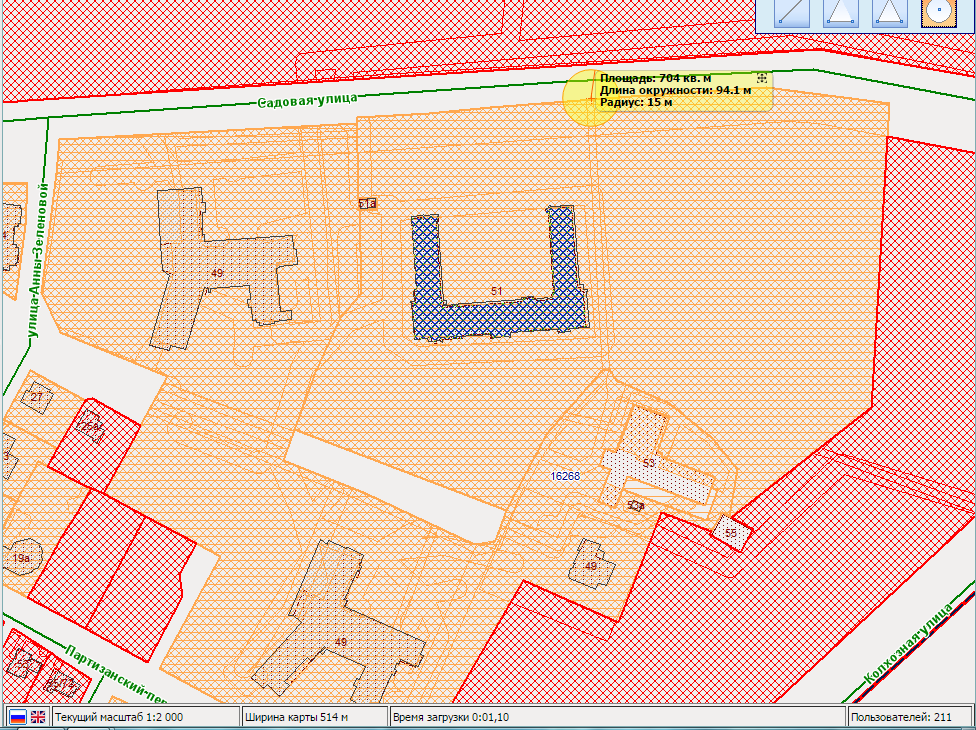 Площадь: 704 кв. м
Длина окружности: 94.1 м
Радиус: 15 м
Садовая улица
улица Анны Зеленовой
51а
49
51
27
25а
53
16268
53а
55
19а
49
49
Колхозная улица
Партизанский пер
Текущий масштаб 1:2 000
Ширина карты 514 м
Время загрузки 0:01,10
Пользователей: 211